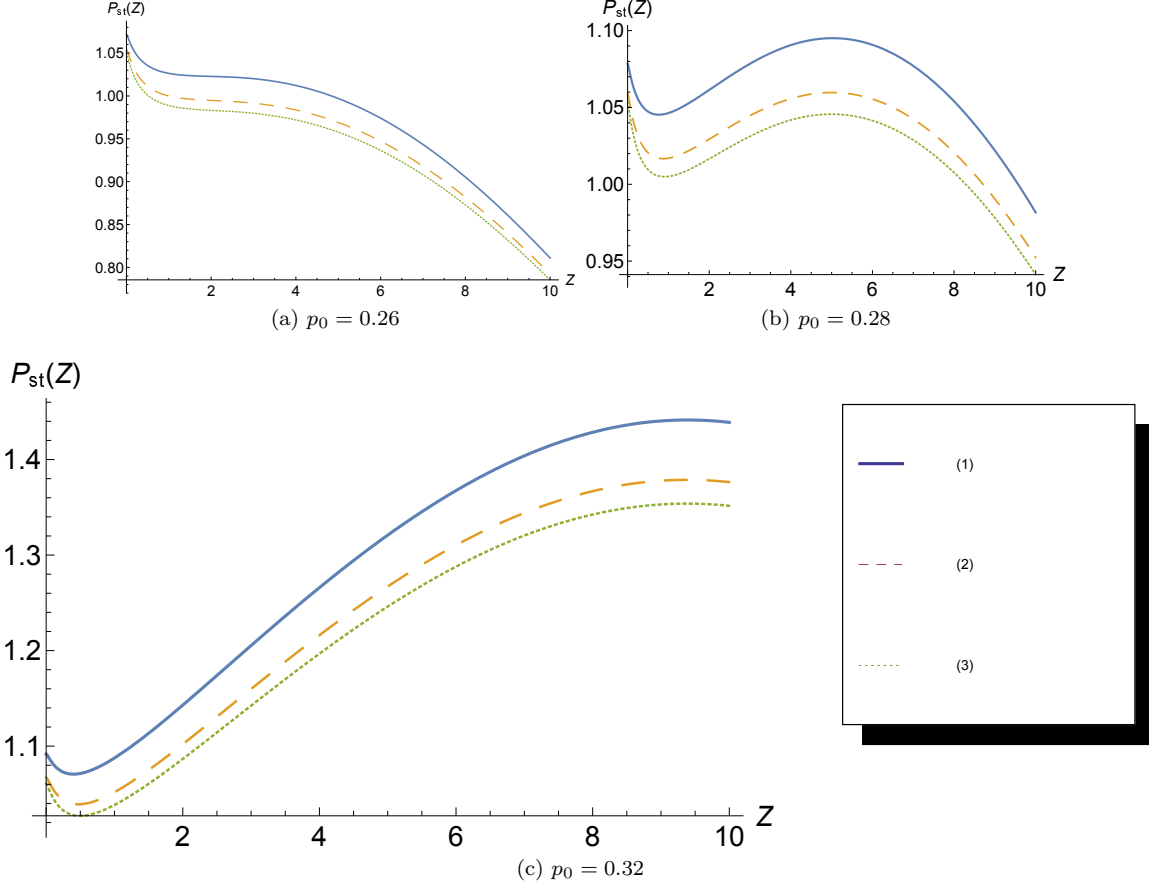 P_st(Z)
1.05
1.00
0.95
0.90
0.85
0.80
2 4 6 8 10 Z
(a) p_0 = 0.26
P_st(Z)
1.10
1.05
1.00
0.95
2 4 6 8 10 Z
(b) p_0 = 0.28
P_st(Z)
1.4
1.3
1.2
1.1
2 4 6 8 10 Z
(c) p_0 = 0.32
(1)
(2)
(3)